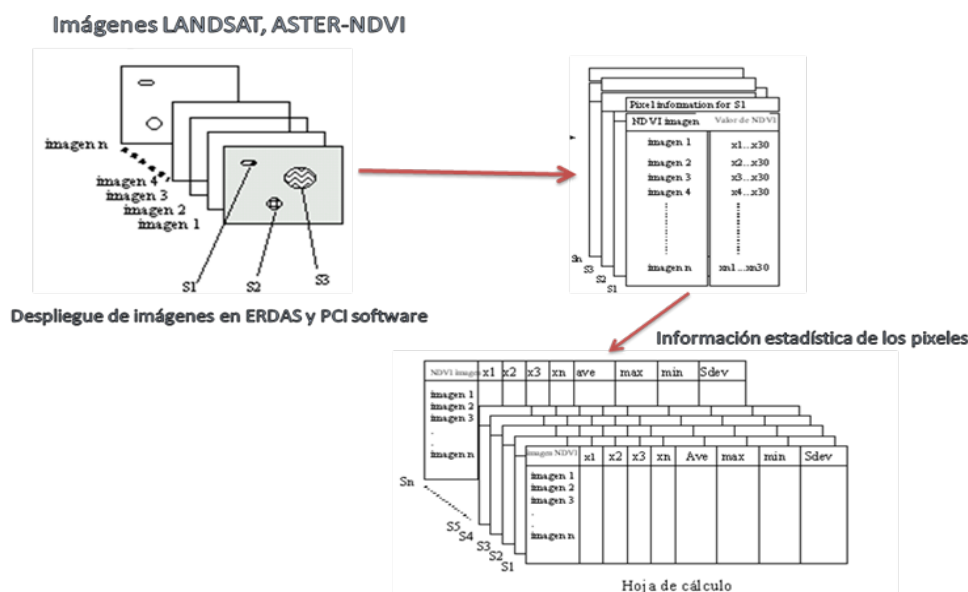 Imágenes LANDSAT, ASTER-NDVI
imagen n
imagen 4
imagen 3
imagen 2
imagen 1
S1
S2
S3
Despliegue de imágenes en ERDAS y PCI software
Pixel information for S1
NDVI imagen Valor de NDVI
imagen 1 x1...x30
imagen 2 x2...x30
imagen 3 x3...x30
imagen 4 x4...x30
imagen n xn1...xn30
Sn
S3
S2
S1
Información estadística de los pixeles
NDVI imagen x1 x2 x3 xn ave max min Sdev
imagen 1
imagen 2
imagen 3
.
.
imagen n
Sn
S5
S4
S3
S2
S1
imagen NDVI x1 x2 x3 xn Ave max min Sdev
imagen 1
imagen 2
imagen 3
.
.
imagen n
Hoja de cálculo